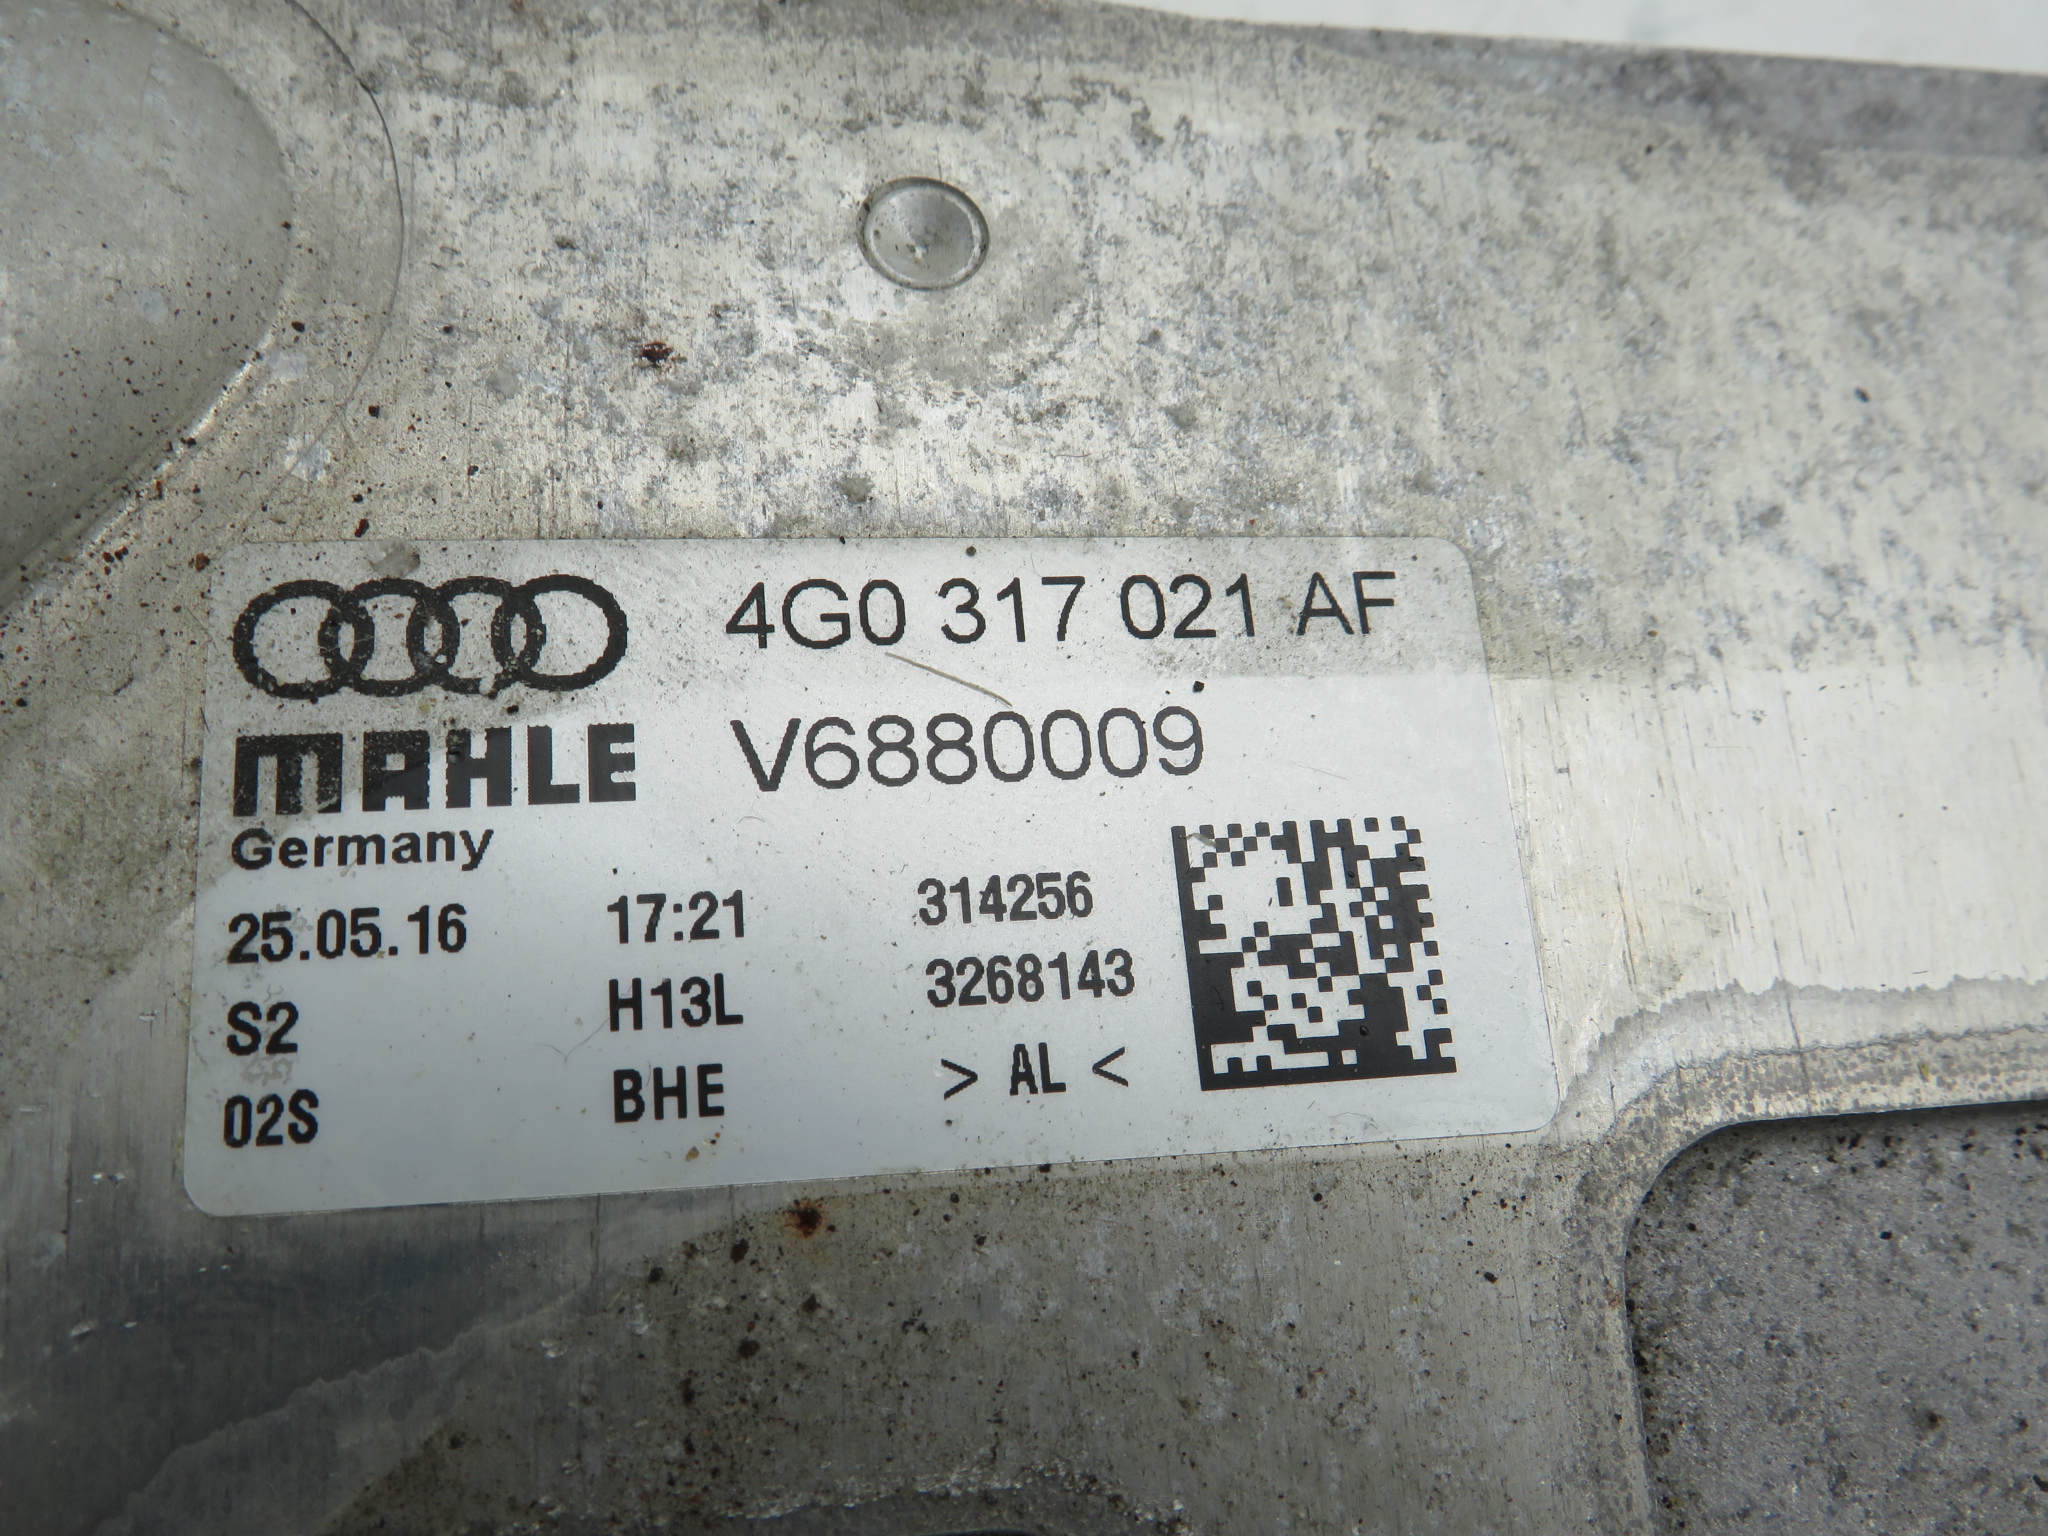 4G0 317 021 AF
MAHLE V6880009
Germany
25.05.16 17:21 314256
S2 H13L 3268143
02S BHE > AL <